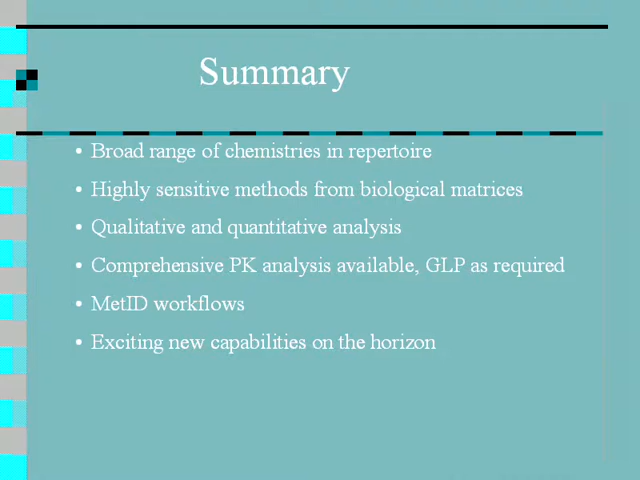 Summary
• Broad range of chemistries in repertoire
• Highly sensitive methods from biological matrices
• Qualitative and quantitative analysis
• Comprehensive PK analysis available, GLP as required
• MetID workflows
• Exciting new capabilities on the horizon